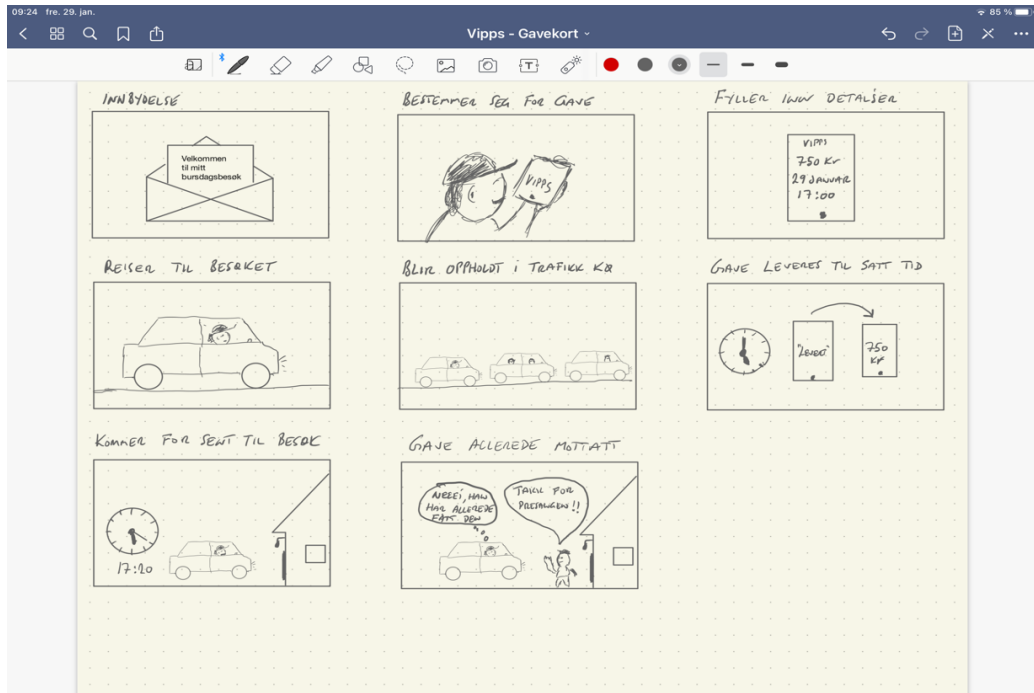 09:24 fre. 29. jan.
85 %
Vipps - Gavekort
INNBYDELSE
Velkommen
til mitt
bursdagsbesøk
BESTEMMER SEG FOR GAVE
VIPPS
FYLLER INN DETALJER
VIPPS
750 Kr
29 JANUAR
17:00
REISER TIL BESØKET
BLIR OPPHOLDT i TRAFIKK KØ
GAVE LEVERES TIL SATT TID
"LEVERT"
750
Kr
KOMMER FOR SENT TIL BESØK
17:20
GAVE ALLEREDE MOTTATT
NEEEI, HAN
HAR ALLEREDE
FÅTT DEN
TAKK FOR
PRESANGEN!!